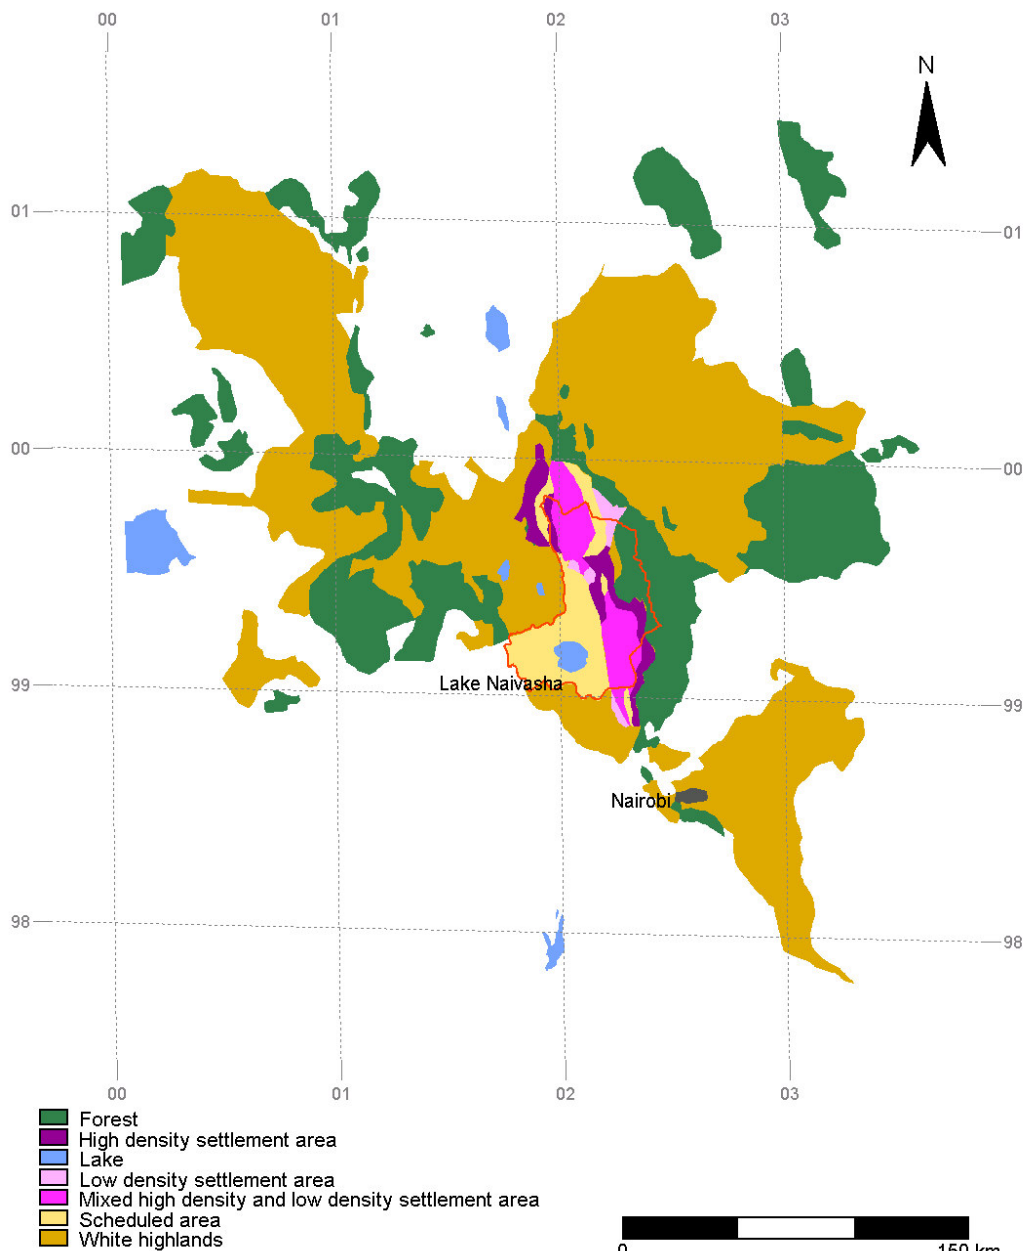 00 01 02 03
N
01 01
00 00
99 99
Lake Naivasha
Nairobi
98 98
00 01 02 03
Forest
High density settlement area
Lake
Low density settlement area
Mixed high density and low density settlement area
Scheduled area
White highlands
0 150 km